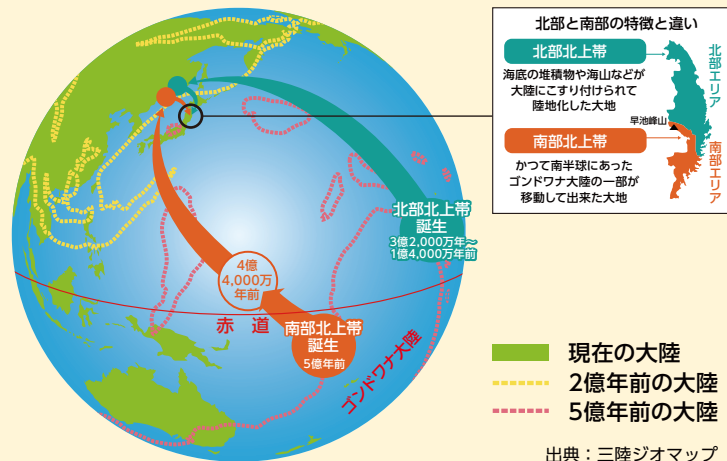 北部と南部の特徴と違い
北部北上帯
海底の堆積物や海山などが
大陸にこすり付けられて
陸地化した大地
早池峰山
南部北上帯
かつて南半球にあった
ゴンドワナ大陸の一部が
移動して出来た大地
北部エリア
南部エリア
北部北上帯
誕生
3億2,000万年〜
1億4,000万年前
4億
4,000万
年前
赤道
南部北上帯
誕生
5億年前
ゴンドワナ大陸
現在の大陸
2億年前の大陸
5億年前の大陸
出典：三陸ジオマップ